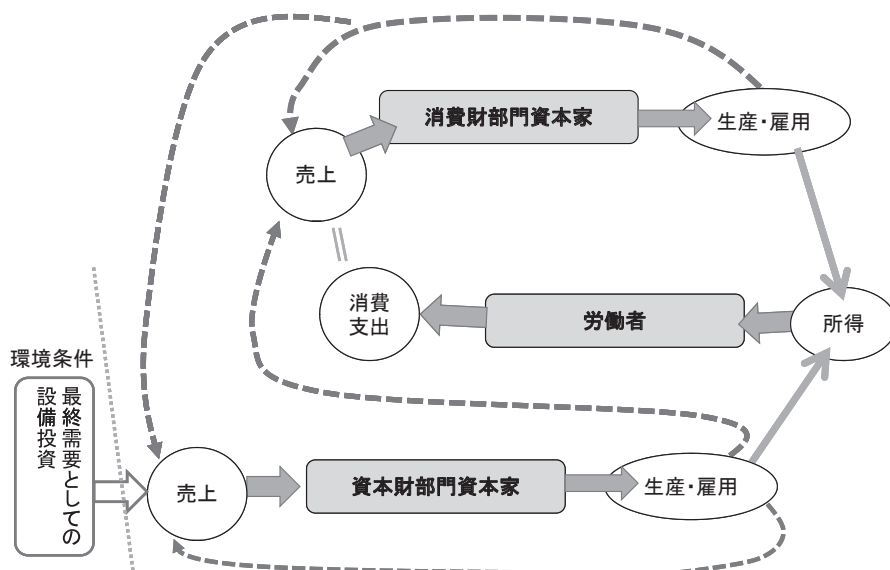 消費財部門資本家
生産・雇用
売上
消費
支出
労働者
所得
環境条件
最終需要としての
設備投資
売上
資本財部門資本家
生産・雇用